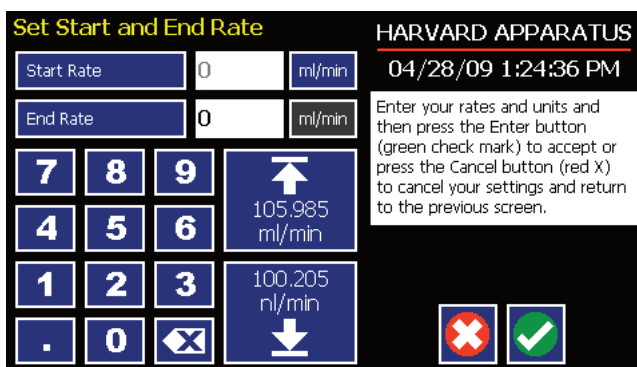 Set Start and End Rate
HARVARD APPARATUS
04/28/09 1:24:36 PM
Start Rate 0 ml/min
End Rate 0 ml/min
Enter your rates and units and
then press the Enter button
(green check mark) to accept or
press the Cancel button (red X)
to cancel your settings and return
to the previous screen.
7 8 9
105.985
ml/min
4 5 6
1 2 3
100.205
nl/min
. 0